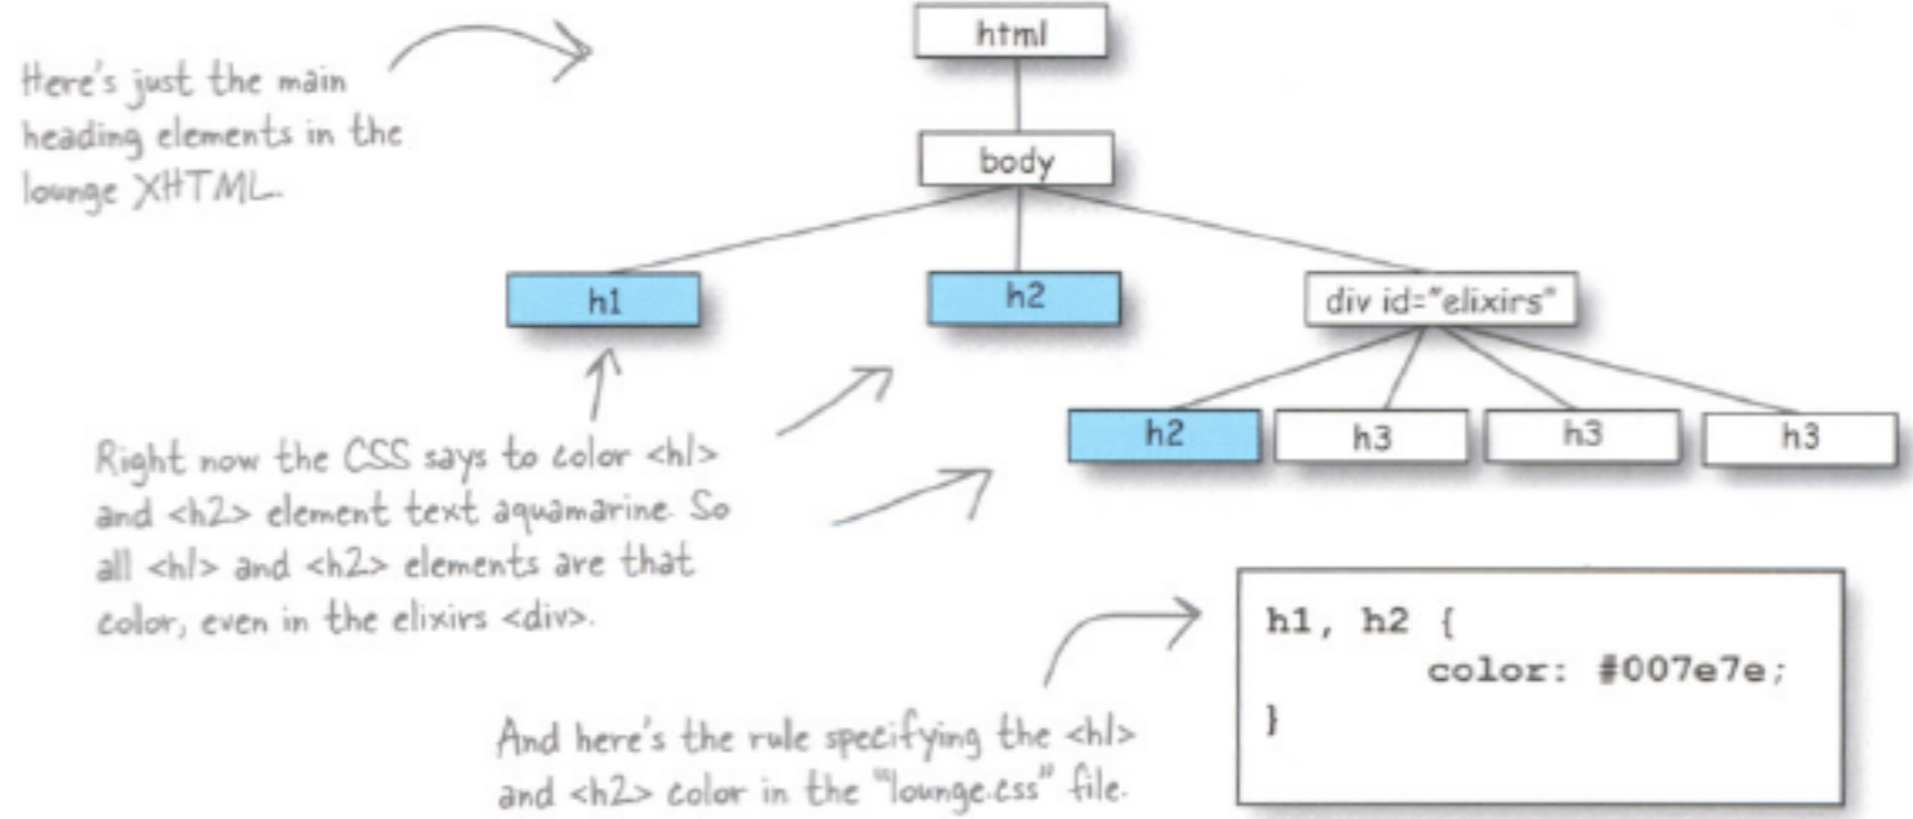 Here's just the main
heading elements in the
lounge XHTML.
html
body
h1
h2
div id="elixirs"
h2
h3
h3
h3
Right now the CSS says to color <h1>
and <h2> element text aquamarine. So
all <h1> and <h2> elements are that
color, even in the elixirs <div>.
h1, h2 {
color: #007e7e;
}
And here's the rule specifying the <h1>
and <h2> color in the "lounge.css" file.